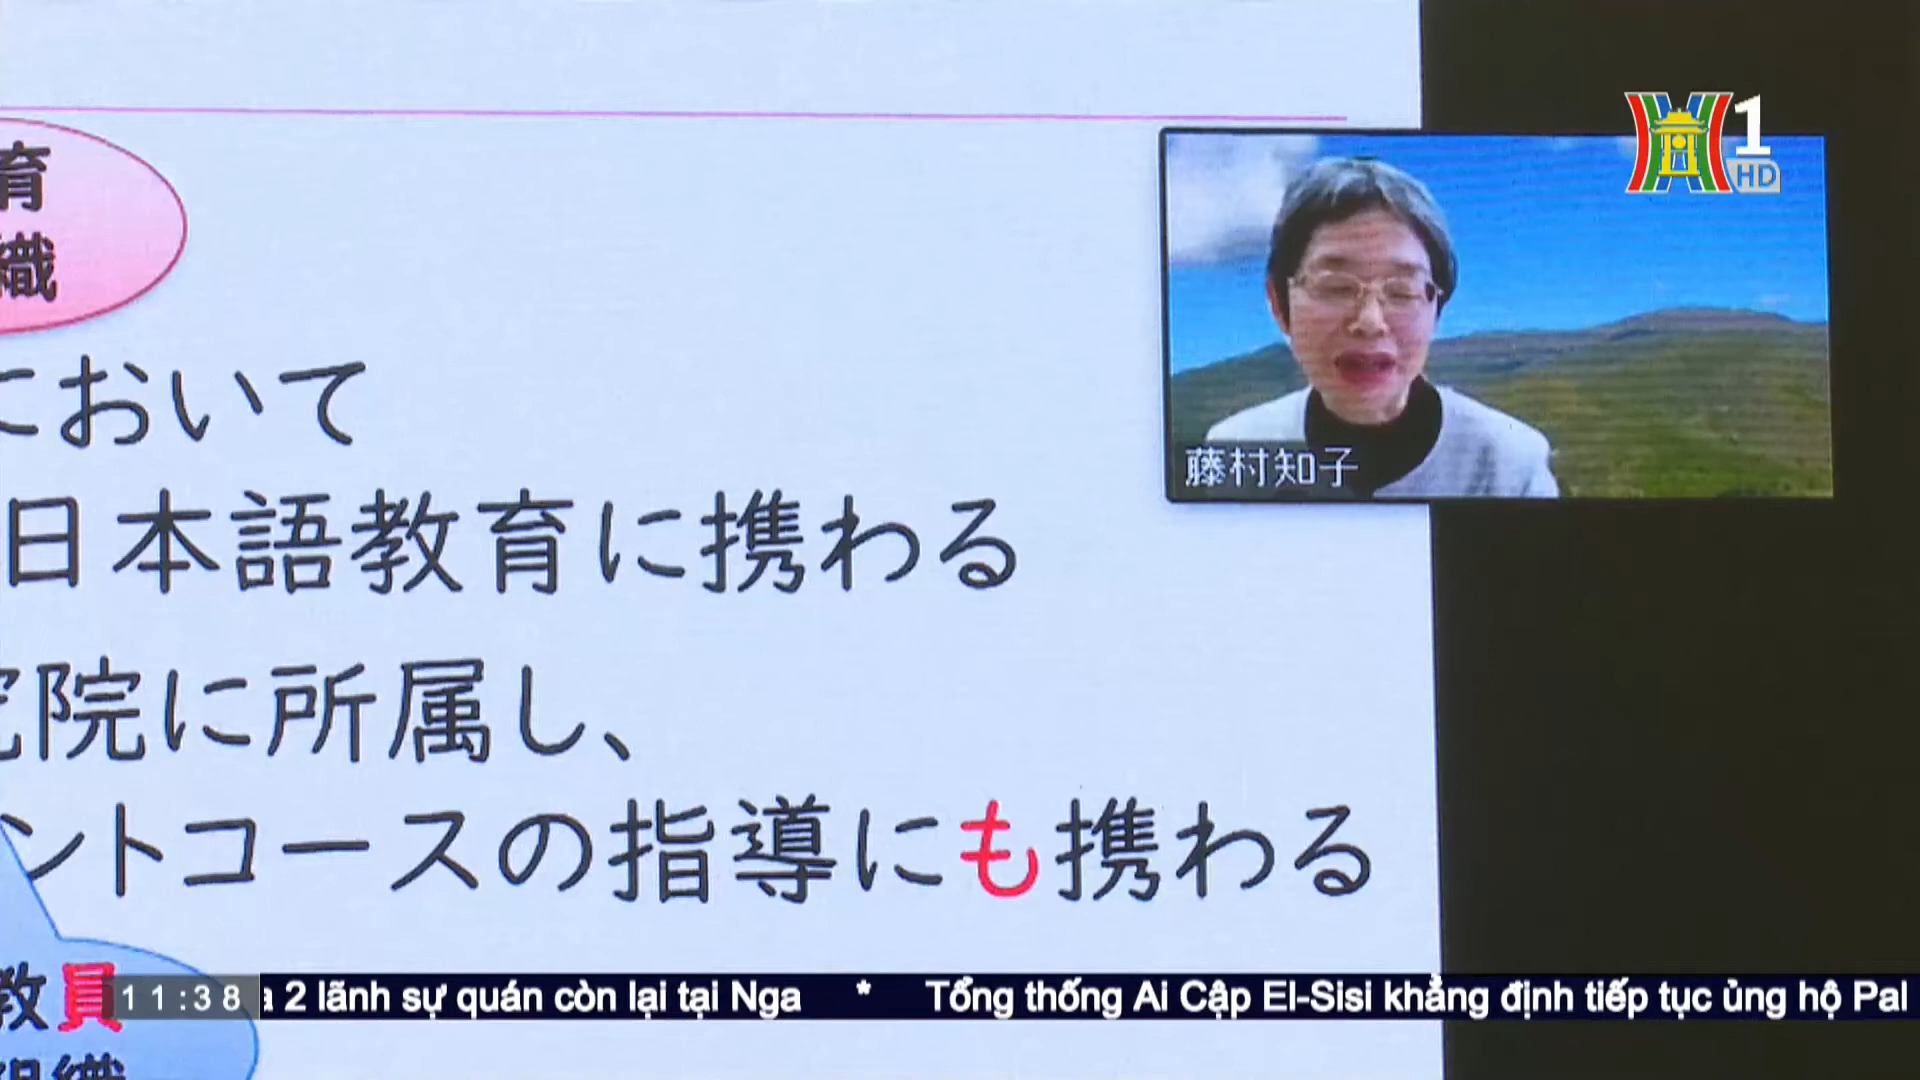 1
HD
育
織
藤村知子
において
日本語教育に携わる
院に所属し、
ントコースの指導にも携わる
教員
11:38
2 lãnh sự quán còn lại tại Nga * Tổng thống Ai Cập El-Sisi khẳng định tiếp tục ủng hộ Pal